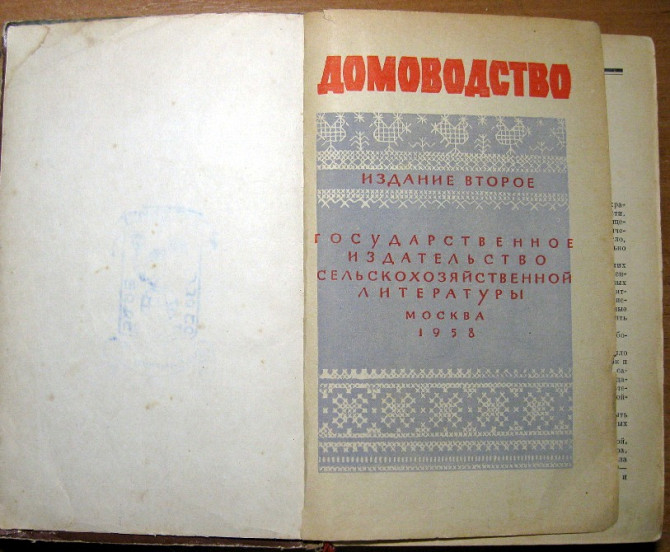 ДОМОВОДСТВО
ИЗДАНИЕ ВТОРОЕ
ГОСУДАРСТВЕННОЕ
ИЗДАТЕЛЬСТВО
СЕЛЬСКОХОЗЯЙСТВЕННОЙ
ЛИТЕРАТУРЫ
МОСКВА
1958